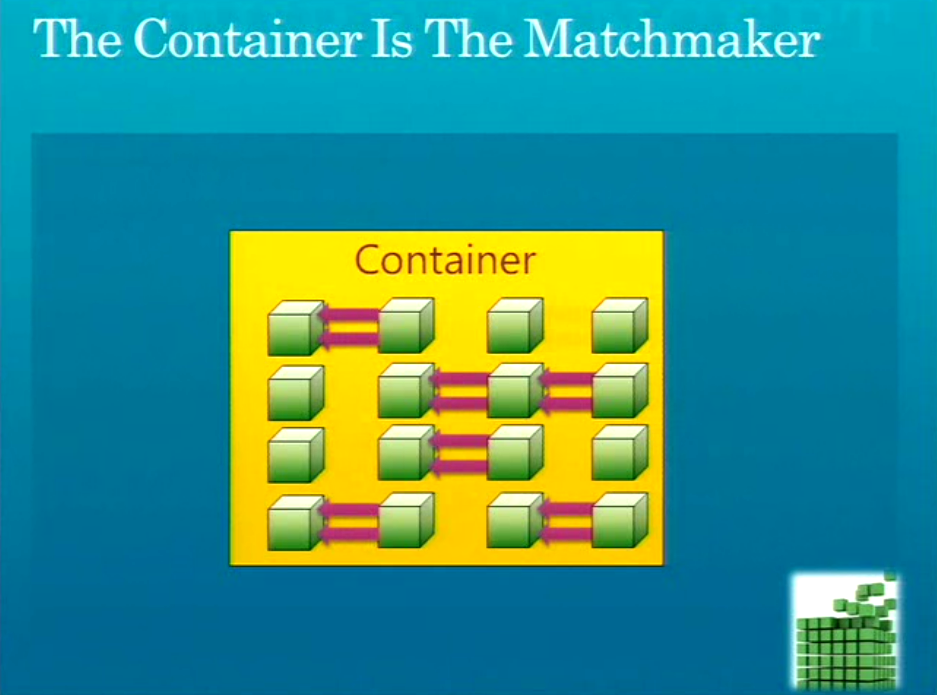 The Container Is The Matchmaker
Container